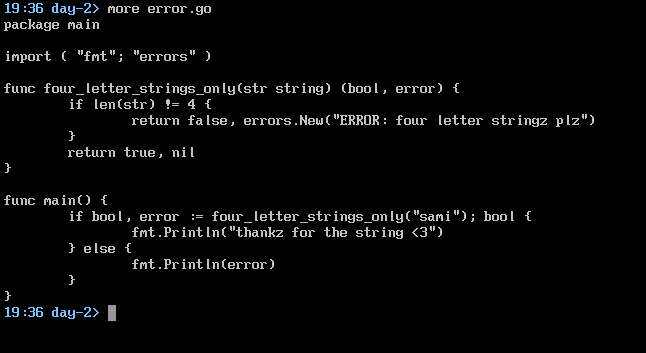 19:36 day-2> more error.go
package main

import ( "fmt"; "errors" )

func four_letter_strings_only(str string) (bool, error) {
        if len(str) != 4 {
                return false, errors.New("ERROR: four letter stringz plz")
        }
        return true, nil
}

func main() {
        if bool, error := four_letter_strings_only("sami"); bool {
                fmt.Println("thankz for the string <3")
        } else {
                fmt.Println(error)
        }
}
19:36 day-2>